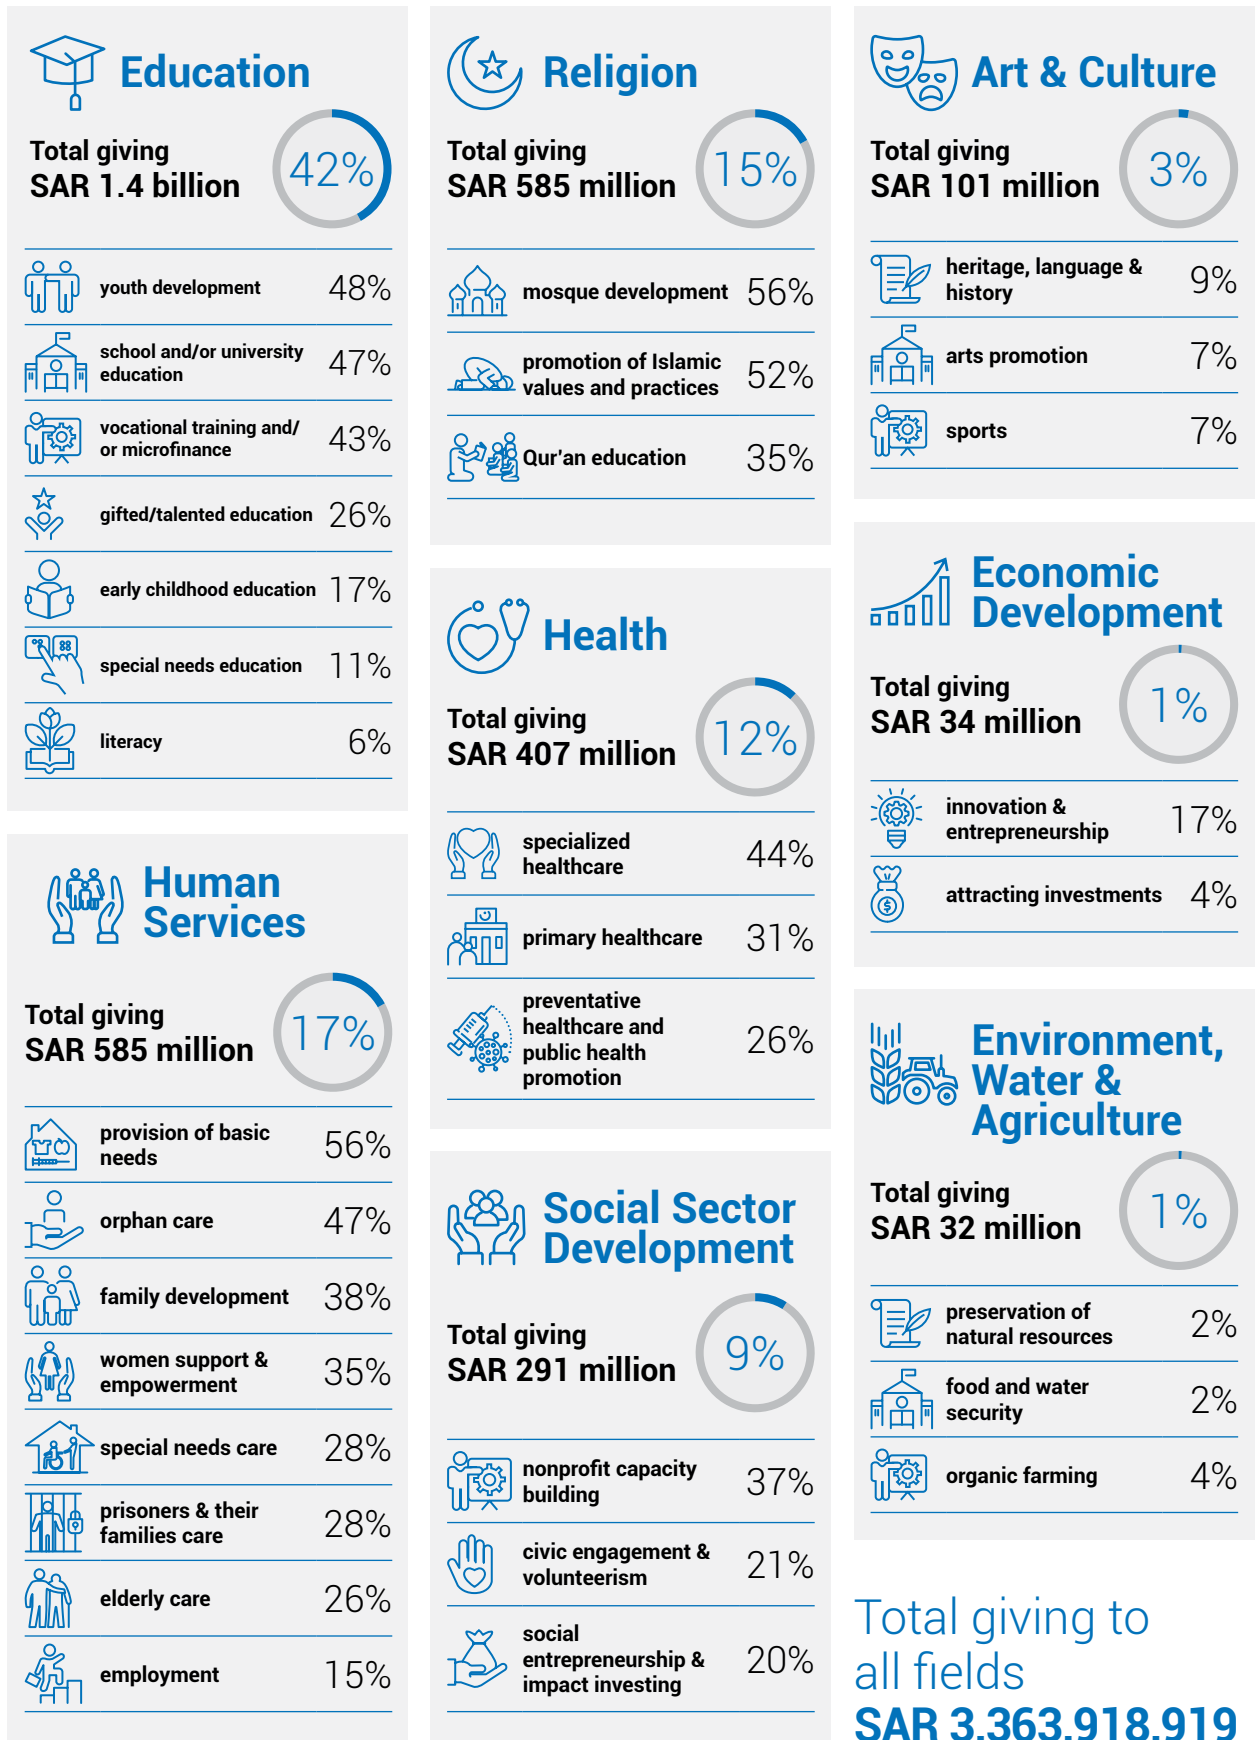 Education
Total giving
SAR 1.4 billion
42%
youth development 48%
school and/or university
education
47%
vocational training and/
or microfinance
43%
gifted/talented education 26%
early childhood education 17%
special needs education 11%
literacy 6%
Human
Services
Total giving
SAR 585 million
17%
provision of basic
needs
56%
orphan care 47%
family development 38%
women support &
empowerment
35%
special needs care 28%
prisoners & their
families care
28%
elderly care 26%
employment 15%
Religion
Total giving
SAR 585 million
15%
mosque development 56%
promotion of Islamic
values and practices
52%
Qur'an education 35%
Health
Total giving
SAR 407 million
12%
specialized
healthcare
44%
primary healthcare 31%
preventative
healthcare and
public health
promotion
26%
Social Sector
Development
Total giving
SAR 291 million
9%
nonprofit capacity
building
37%
civic engagement &
volunteerism
21%
social
entrepreneurship &
impact investing
20%
Art & Culture
Total giving
SAR 101 million
3%
heritage, language &
history
9%
arts promotion 7%
sports 7%
Economic
Development
Total giving
SAR 34 million
1%
innovation &
entrepreneurship
17%
attracting investments 4%
Environment,
Water &
Agriculture
Total giving
SAR 32 million
1%
preservation of
natural resources
2%
food and water
security
2%
organic farming 4%
Total giving to
all fields
SAR 3,363,918,919